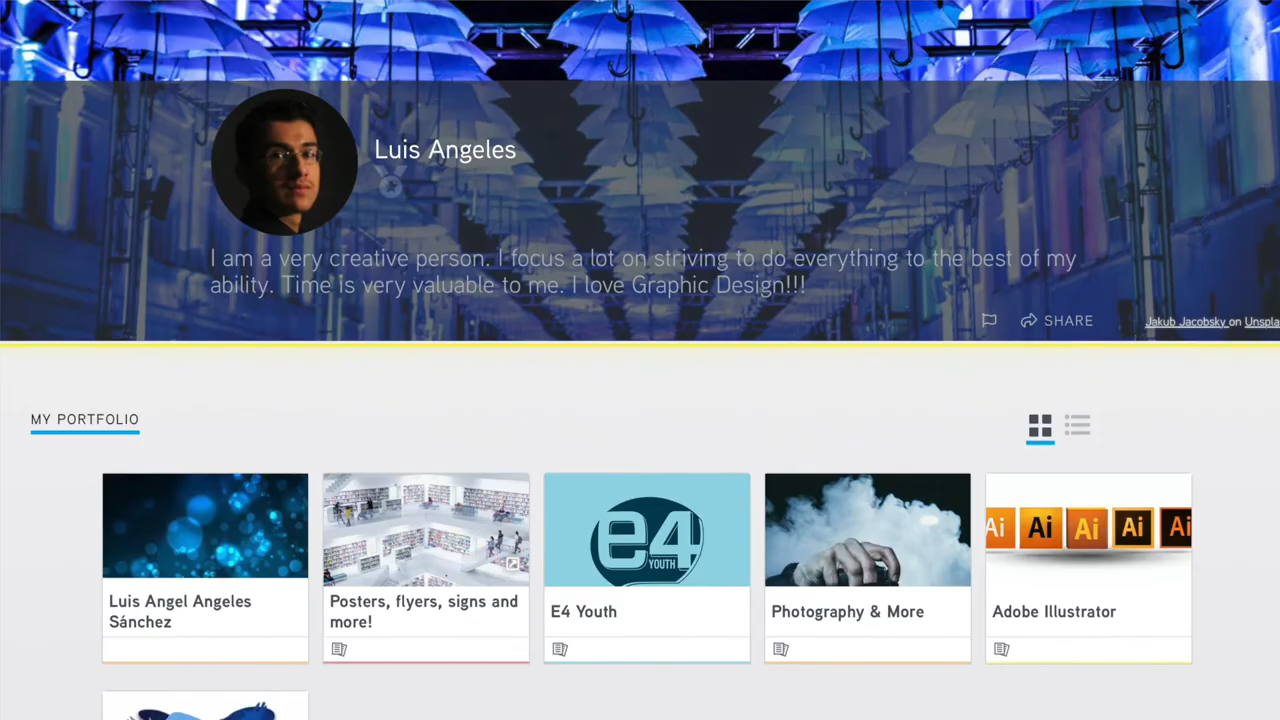 Luis Angeles
I am a very creative person. I focus a lot on striving to do everything to the best of my
ability. Time is very valuable to me. I love Graphic Design!!!
SHARE
Jakub Jacobsky on Unspla
MY PORTFOLIO
e4
YOUTH
Ai Ai Ai Ai Ai
Luis Angel Angeles
Sánchez
Posters, flyers, signs and
more!
E4 Youth
Photography & More
Adobe Illustrator